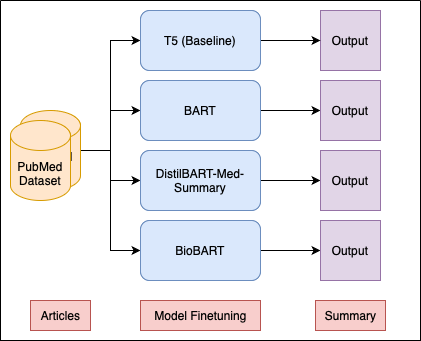 T5 (Baseline)
Output
BART
Output
PubMed
Dataset
DistilBART-Med-
Summary
Output
BioBART
Output
Articles
Model Finetuning
Summary